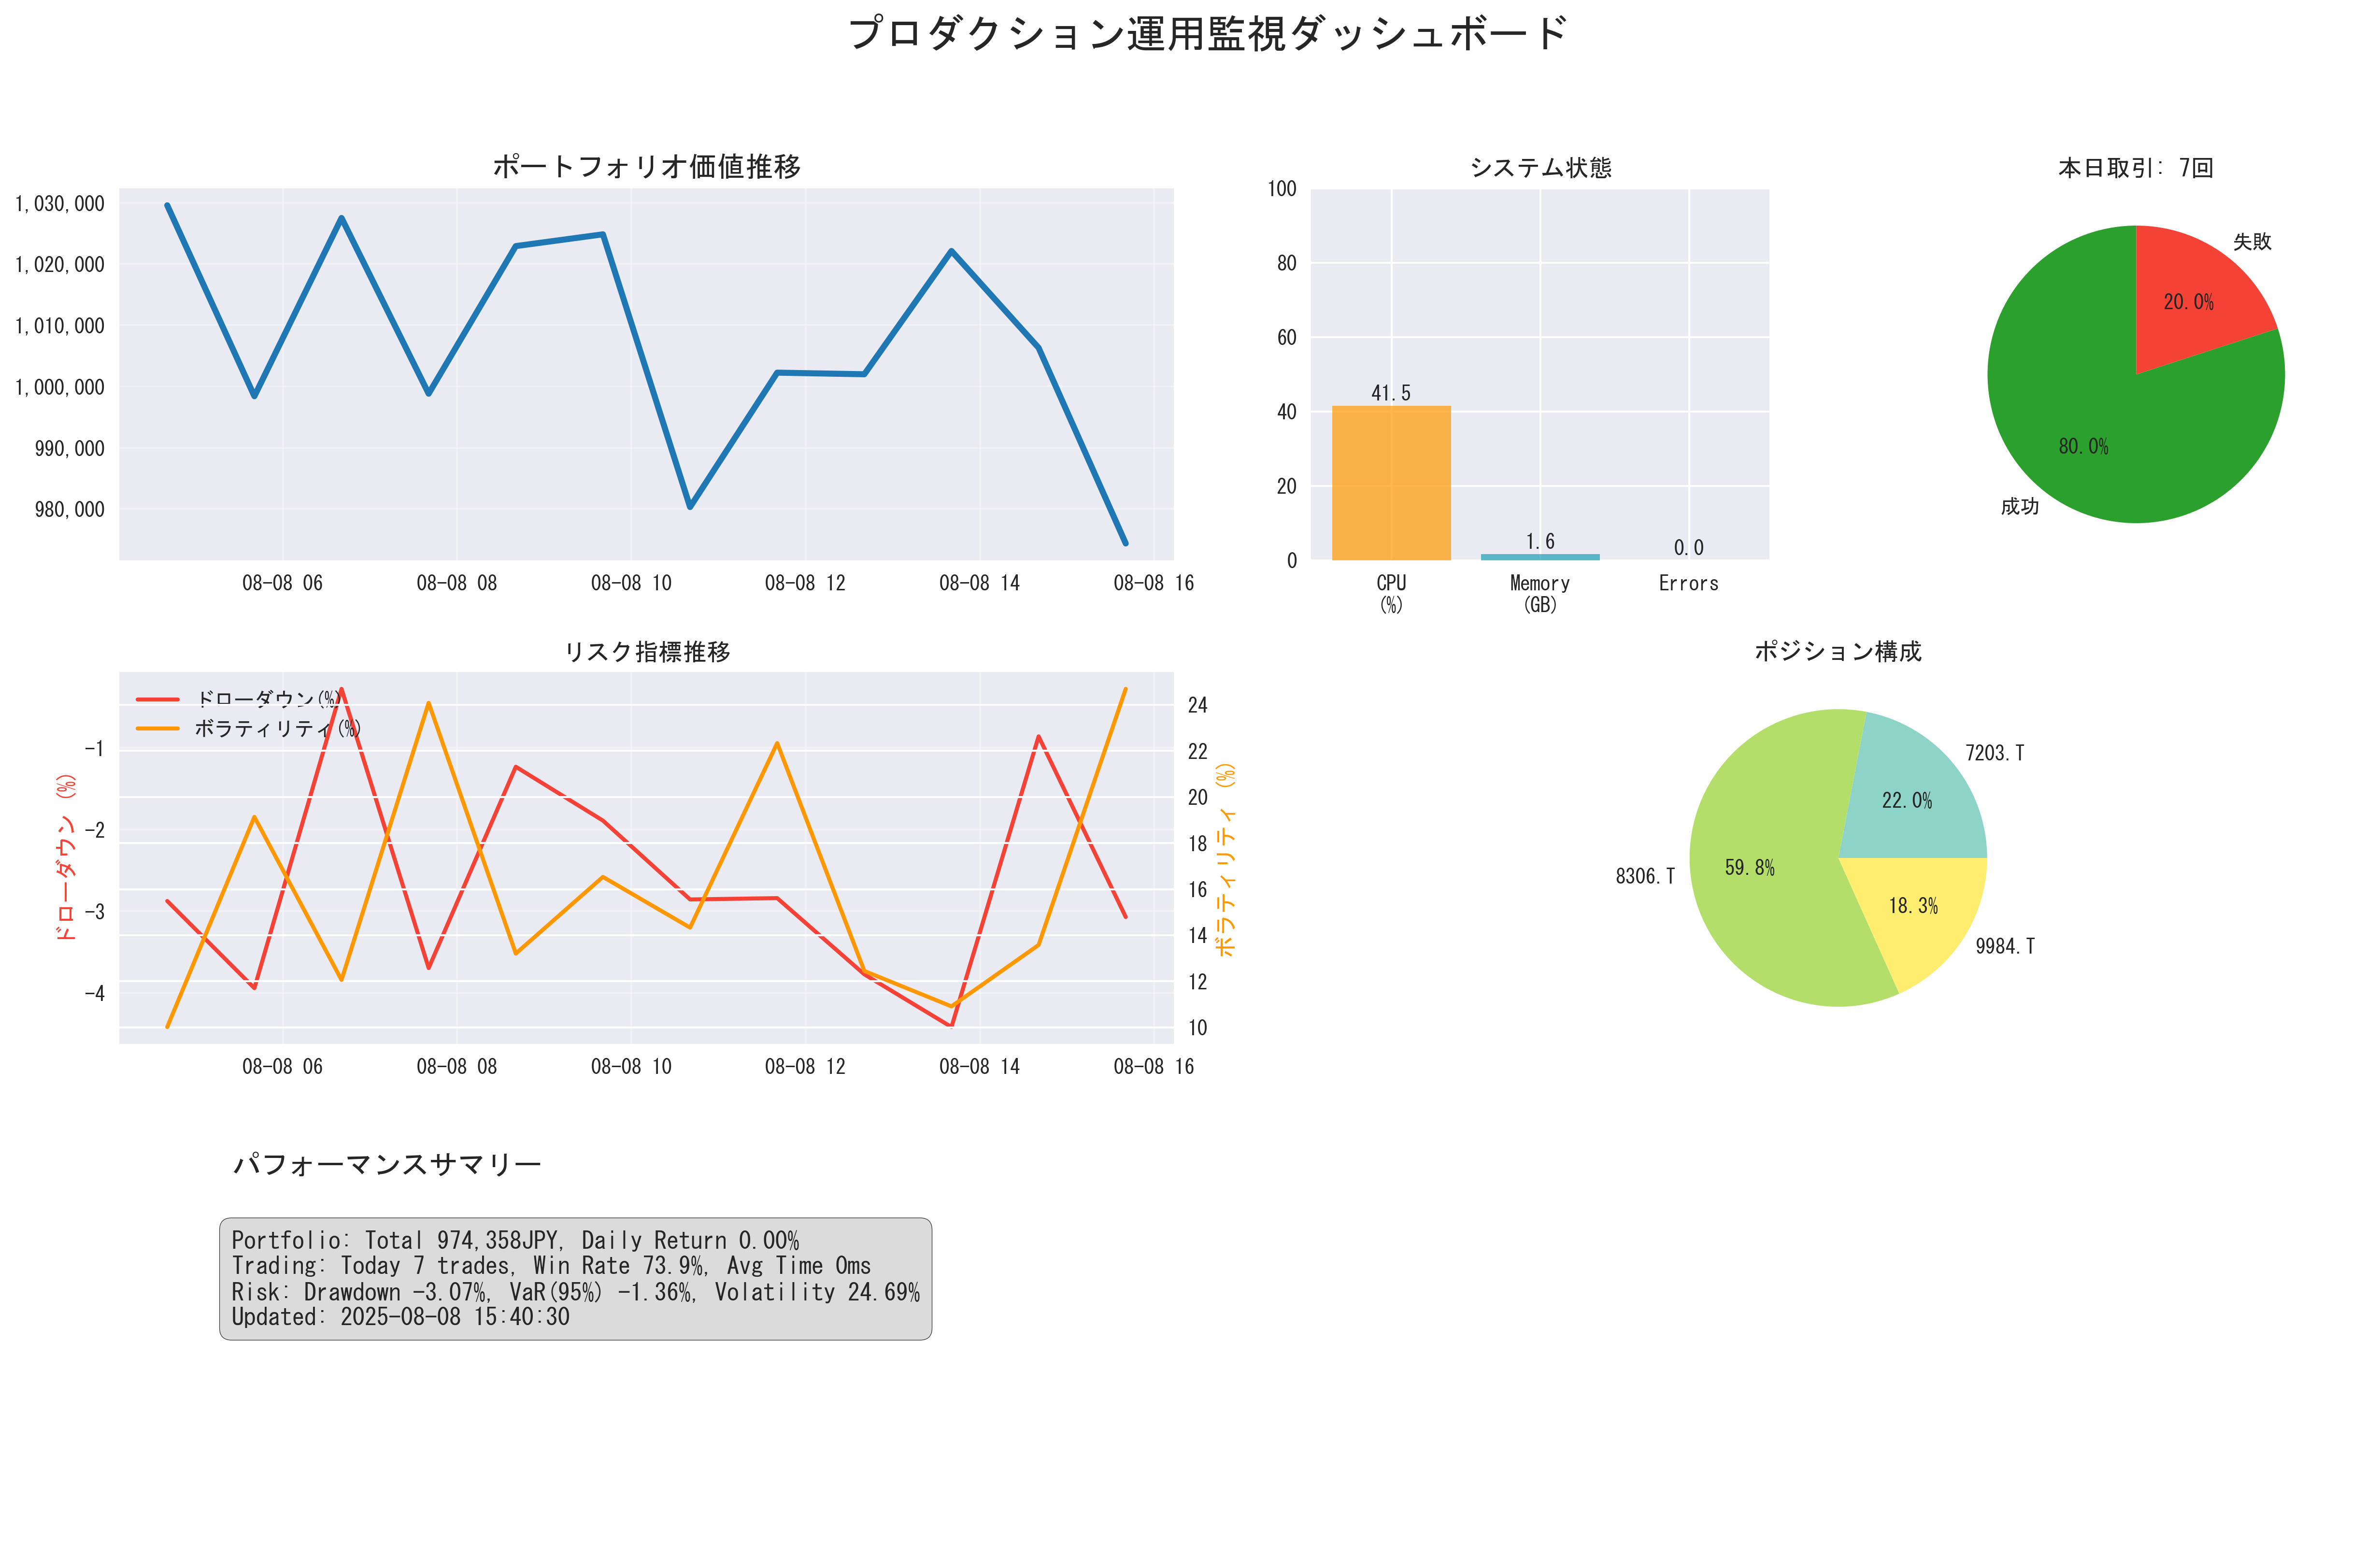 プロダクション運用監視ダッシュボード
ポートフォリオ価値推移
1,030,000
1,020,000
1,010,000
1,000,000
990,000
980,000
08-08 06
08-08 08
08-08 10
08-08 12
08-08 14
08-08 16
システム状態
100
80
60
40
20
0
41.5
1.6
0.0
CPU
(%)
Memory
(GB)
Errors
本日取引: 7回
失敗
20.0%
80.0%
成功
リスク指標推移
ドローダウン(%)
ボラティリティ(%)
ドローダウン (%)
-1
-2
-3
-4
24
22
20
18
16
14
12
10
ボラティリティ (%)
08-08 06
08-08 08
08-08 10
08-08 12
08-08 14
08-08 16
ポジション構成
7203.T
22.0%
59.8%
8306.T
18.3%
9984.T
パフォーマンスサマリー
Portfolio: Total 974,358JPY, Daily Return 0.00%
Trading: Today 7 trades, Win Rate 73.9%, Avg Time 0ms
Risk: Drawdown -3.07%, VaR(95%) -1.36%, Volatility 24.69%
Updated: 2025-08-08 15:40:30